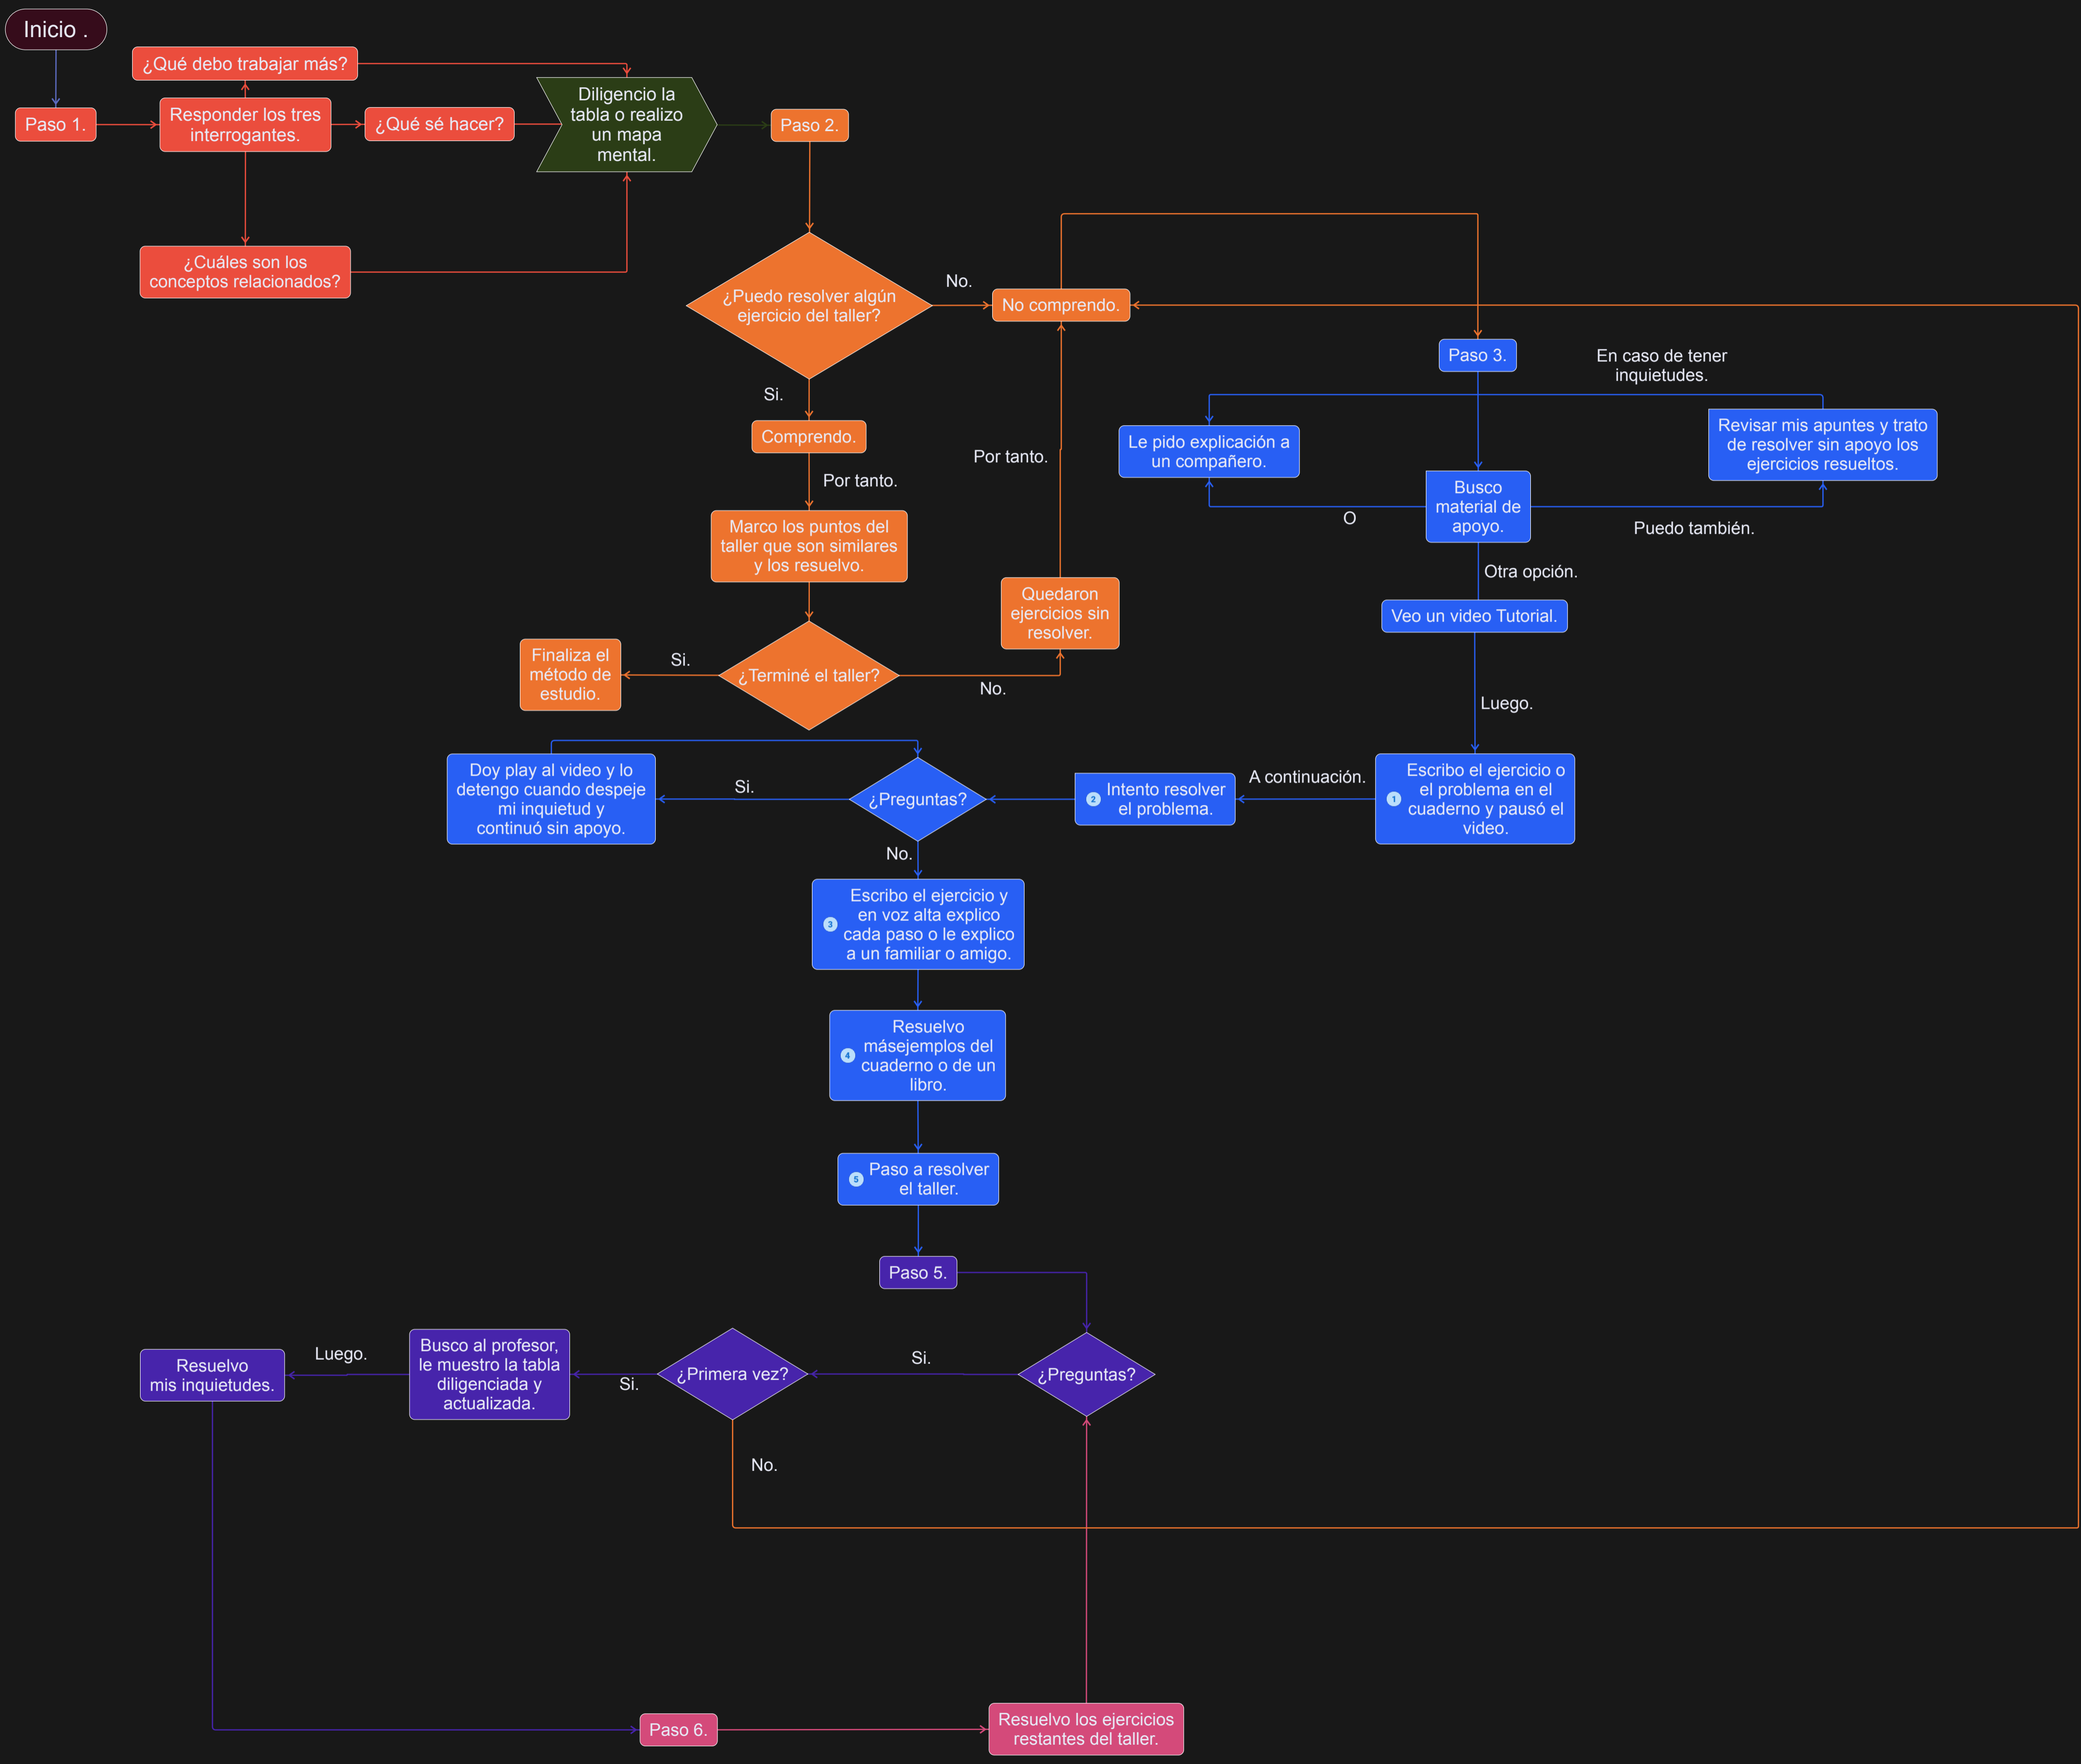 Inicio .
¿Qué debo trabajar más?
Paso 1.
Responder los tres
interrogantes.
¿Qué sé hacer?
¿Cuáles son los
conceptos relacionados?
Diligencio la
tabla o realizo
un mapa
mental.
Paso 2.
¿Puedo resolver algún
ejercicio del taller?
No.
No comprendo.
Si.
Comprendo.
Por tanto.
Marco los puntos del
taller que son similares
y los resuelvo.
¿Terminé el taller?
Si.
Finaliza el
método de
estudio.
No.
Quedaron
ejercicios sin
resolver.
Por tanto.
Paso 3.
En caso de tener
inquietudes.
Le pido explicación a
un compañero.
Revisar mis apuntes y trato
de resolver sin apoyo los
ejercicios resueltos.
Busco
material de
apoyo.
O
Puedo también.
Otra opción.
Veo un video Tutorial.
Luego.
1
Escribo el ejercicio o
el problema en el
cuaderno y pausó el
video.
A continuación.
2
Intento resolver
el problema.
¿Preguntas?
Si.
Doy play al video y lo
detengo cuando despeje
mi inquietud y
continuó sin apoyo.
No.
3
Escribo el ejercicio y
en voz alta explico
cada paso o le explico
a un familiar o amigo.
4
Resuelvo
másejemplos del
cuaderno o de un
libro.
5
Paso a resolver
el taller.
Paso 5.
¿Preguntas?
Si.
¿Primera vez?
Si.
Busco al profesor,
le muestro la tabla
diligenciada y
actualizada.
Luego.
Resuelvo
mis inquietudes.
No.
Paso 6.
Resuelvo los ejercicios
restantes del taller.